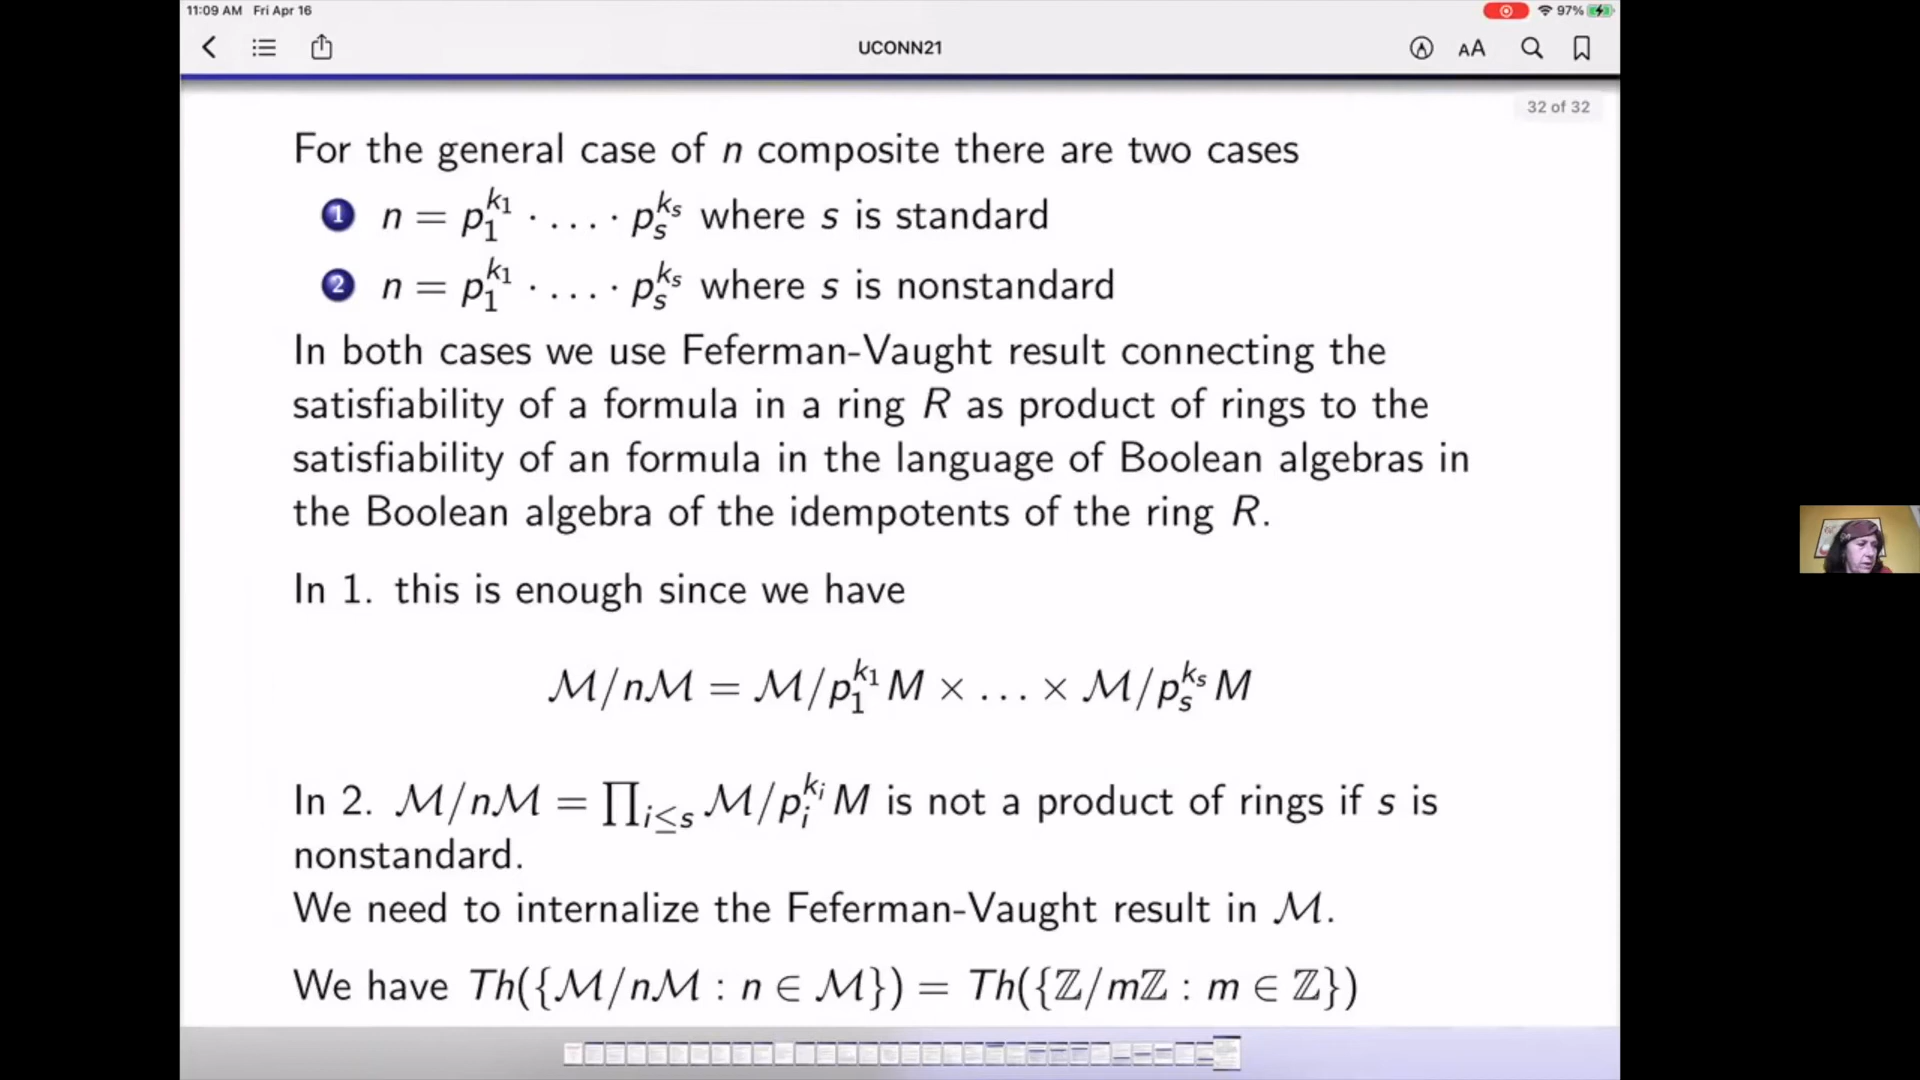 11:09 AM Fri Apr 16
97%
UCONN21
AA
32 of 32
For the general case of n composite there are two cases
1 n = p_1^{k_1} · . . . · p_s^{k_s} where s is standard
2 n = p_1^{k_1} · . . . · p_s^{k_s} where s is nonstandard
In both cases we use Feferman-Vaught result connecting the
satisfiability of a formula in a ring R as product of rings to the
satisfiability of an formula in the language of Boolean algebras in
the Boolean algebra of the idempotents of the ring R.
In 1. this is enough since we have
ℳ/nℳ = ℳ/p_1^{k_1} M × . . . × ℳ/p_s^{k_s} M
In 2. ℳ/nℳ = ∏_{i≤s} ℳ/p_i^{k_i} M is not a product of rings if s is
nonstandard.
We need to internalize the Feferman-Vaught result in ℳ.
We have Th({ℳ/nℳ : n ∈ ℳ}) = Th({ℤ/mℤ : m ∈ ℤ})